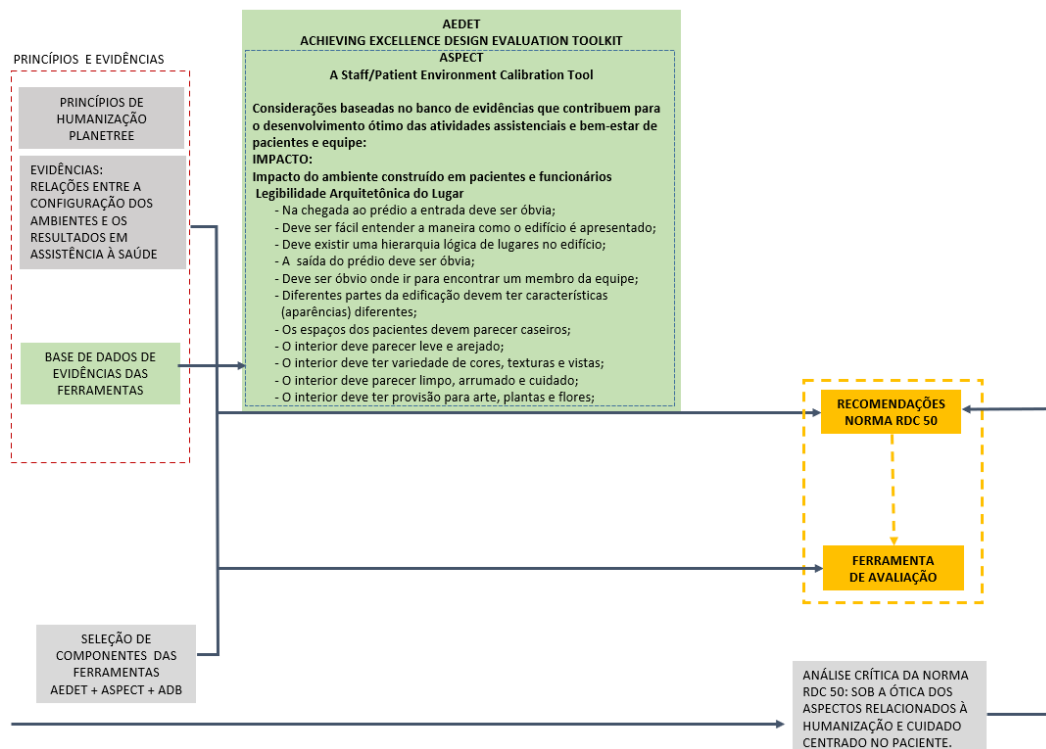 AEDET
ACHIEVING EXCELLENCE DESIGN EVALUATION TOOLKIT
ASPECT
A Staff/Patient Environment Calibration Tool
Considerações baseadas no banco de evidências que contribuem para
o desenvolvimento ótimo das atividades assistenciais e bem-estar de
pacientes e equipe:
IMPACTO:
Impacto do ambiente construído em pacientes e funcionários
Legibilidade Arquitetônica do Lugar
- Na chegada ao prédio a entrada deve ser óbvia;
- Deve ser fácil entender a maneira como o edifício é apresentado;
- Deve existir uma hierarquia lógica de lugares no edifício;
- A saída do prédio deve ser óbvia;
- Deve ser óbvio onde ir para encontrar um membro da equipe;
- Diferentes partes da edificação devem ter características
(aparências) diferentes;
- Os espaços dos pacientes devem parecer caseiros;
- O interior deve parecer leve e arejado;
- O interior deve ter variedade de cores, texturas e vistas;
- O interior deve parecer limpo, arrumado e cuidado;
- O interior deve ter provisão para arte, plantas e flores;
PRINCÍPIOS E EVIDÊNCIAS
PRINCÍPIOS DE
HUMANIZAÇÃO
PLANETREE
EVIDÊNCIAS:
RELAÇÕES ENTRE A
CONFIGURAÇÃO DOS
AMBIENTES E OS
RESULTADOS EM
ASSISTÊNCIA À SAÚDE
BASE DE DADOS DE
EVIDÊNCIAS DAS
FERRAMENTAS
RECOMENDAÇÕES
NORMA RDC 50
FERRAMENTA
DE AVALIAÇÃO
SELEÇÃO DE
COMPONENTES DAS
FERRAMENTAS
AEDET + ASPECT + ADB
ANÁLISE CRÍTICA DA NORMA
RDC 50: SOB A ÓTICA DOS
ASPECTOS RELACIONADOS À
HUMANIZAÇÃO E CUIDADO
CENTRADO NO PACIENTE.